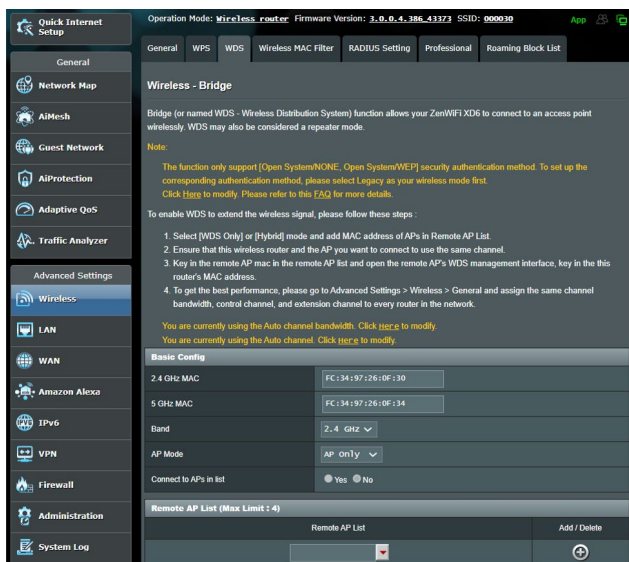 Quick Internet
Setup
Operation Mode: Wireless router Firmware Version: 3.0.0.4.386_43373 SSID: 000030 App
General WPS WDS Wireless MAC Filter RADIUS Setting Professional Roaming Block List
General
Network Map
AiMesh
Guest Network
AiProtection
Adaptive QoS
Traffic Analyzer
Advanced Settings
Wireless
LAN
WAN
Amazon Alexa
IPv6
VPN
Firewall
Administration
System Log
Wireless - Bridge
Bridge (or named WDS - Wireless Distribution System) function allows your ZenWiFi XD6 to connect to an access point
wirelessly. WDS may also be considered a repeater mode.
Note:
The function only support [Open System/NONE, Open System/WEP] security authentication method. To set up the
corresponding authentication method, please select Legacy as your wireless mode first.
Click Here to modify. Please refer to this FAQ for more details.
To enable WDS to extend the wireless signal, please follow these steps :
1. Select [WDS Only] or [Hybrid] mode and add MAC address of APs in Remote AP List.
2. Ensure that this wireless router and the AP you want to connect to use the same channel.
3. Key in the remote AP mac in the remote AP list and open the remote AP's WDS management interface, key in the this
router's MAC address.
4. To get the best performance, please go to Advanced Settings > Wireless > General and assign the same channel
bandwidth, control channel, and extension channel to every router in the network.
You are currently using the Auto channel bandwidth. Click Here to modify.
You are currently using the Auto channel. Click Here to modify.
Basic Config
2.4 GHz MAC FC:34:97:26:0F:30
5 GHz MAC FC:34:97:26:0F:34
Band 2.4 GHz
AP Mode AP Only
Connect to APs in list Yes No
Remote AP List (Max Limit : 4)
Remote AP List Add / Delete